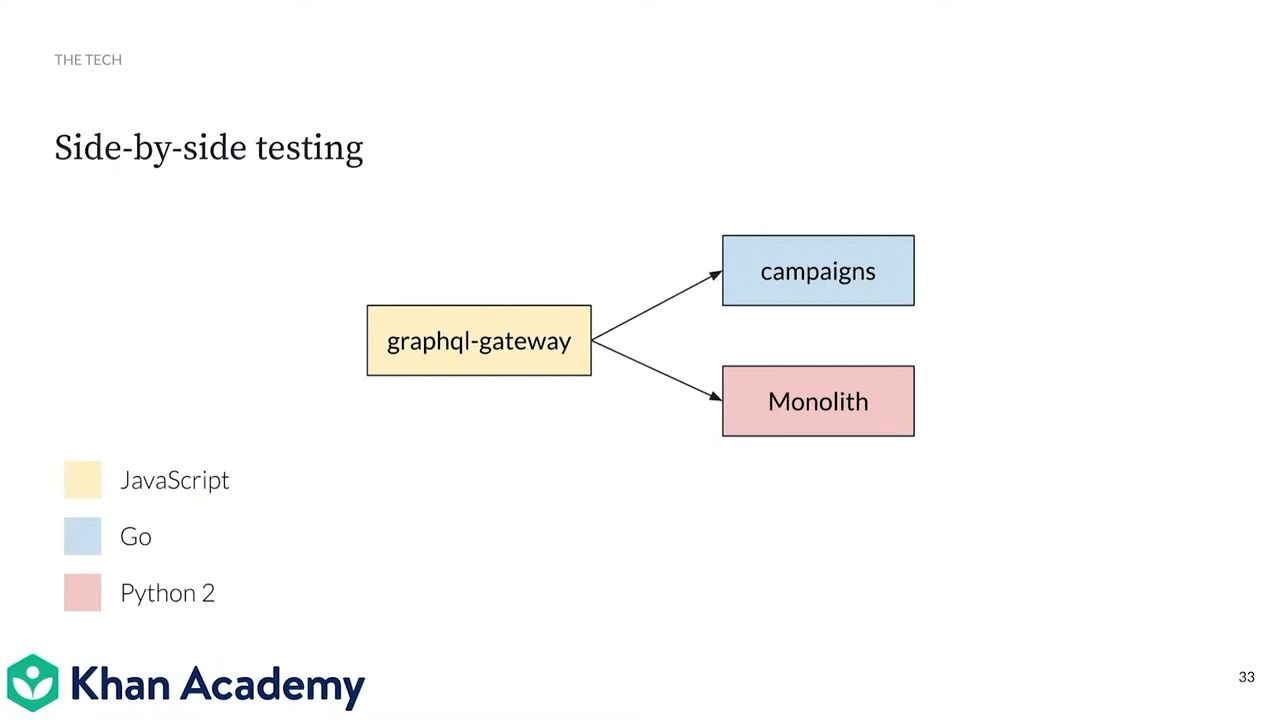 THE TECH
Side-by-side testing
campaigns
graphql-gateway
Monolith
JavaScript
Go
Python 2
Khan Academy
33